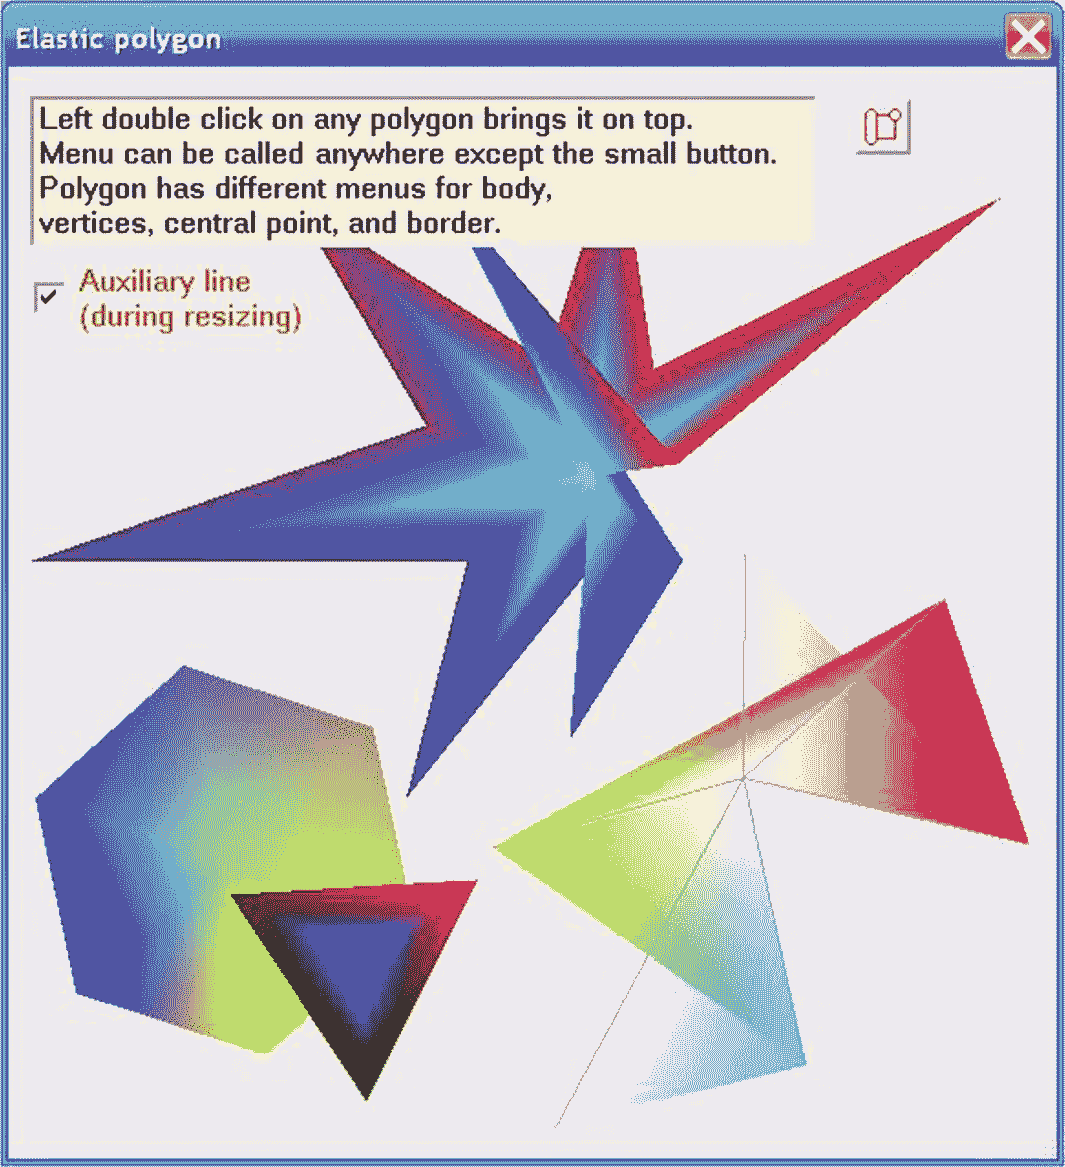 Elastic polygon
Left double click on any polygon brings it on top.
Menu can be called anywhere except the small button.
Polygon has different menus for body,
vertices, central point, and border.
Auxiliary line
(during resizing)